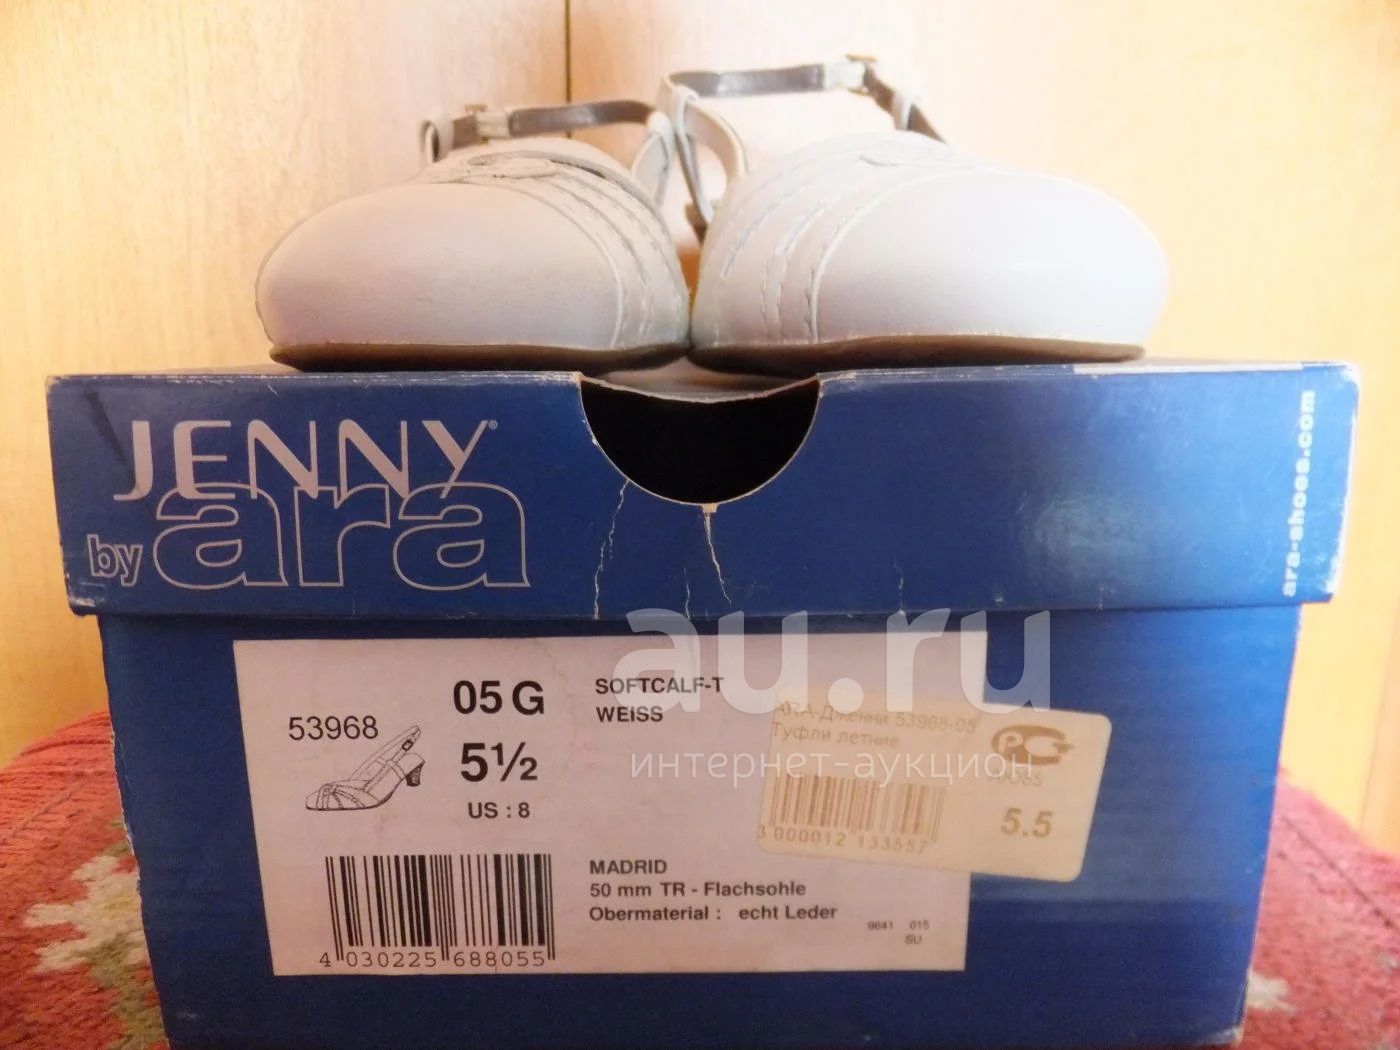 JENNY®
by ara
ara-shoes.com
53968
05 G
5½
US : 8
SOFTCALF-T
WEISS
MADRID
50 mm TR - Flachsohle
Obermaterial : echt Leder
9641 015
SU
4 030225 688055
ARA-Дженни 53968-05
Туфли летние
5.5
3 000012 133557
au.ru
интернет-аукцион